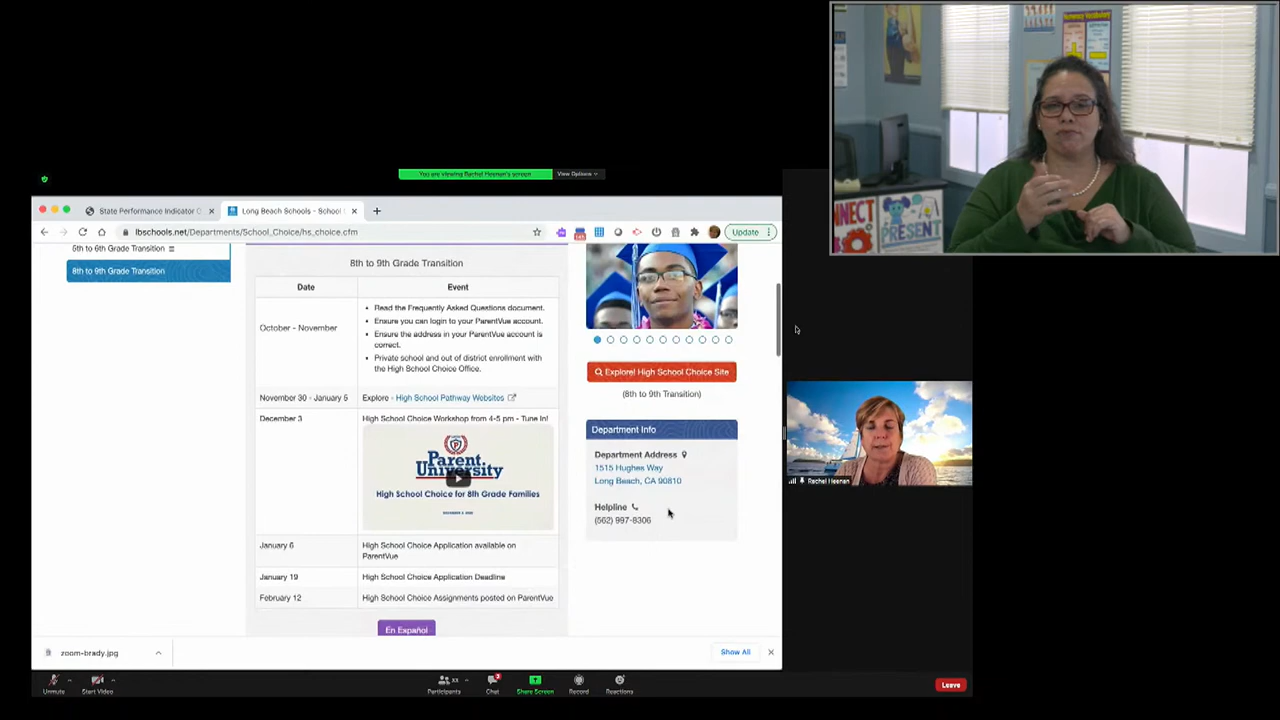 Numeracy Vocabulary
NNECT
PRESENT
You are viewing Rachel Heenan's screen
View Options
State Performance Indicator
Long Beach Schools - School
lbschools.net/Departments/School_Choice/hs_choice.cfm
Update
5th to 6th Grade Transition
8th to 9th Grade Transition
8th to 9th Grade Transition
Date
Event
October - November
• Read the Frequently Asked Questions document.
• Ensure you can login to your ParentVue account.
• Ensure the address in your ParentVue account is
correct.
• Private school and out of district enrollment with
the High School Choice Office.
November 30 - January 5
Explore - High School Pathway Websites
December 3
High School Choice Workshop from 4-5 pm - Tune In!
Parent
University
High School Choice for 8th Grade Families
January 6
High School Choice Application available on
ParentVue
January 19
High School Choice Application Deadline
February 12
High School Choice Assignments posted on ParentVue
En Español
Explore! High School Choice Site
(8th to 9th Transition)
Department Info
Department Address
1515 Hughes Way
Long Beach, CA 90810
Helpline
(562) 997-8306
Rachel Heenan
zoom-brady.jpg
Show All
Unmute
Start Video
Participants
Chat
Share Screen
Record
Reactions
Leave